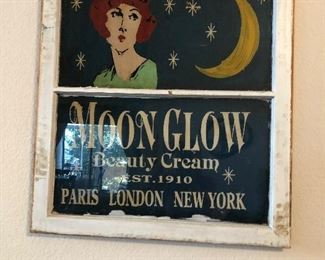 MOON GLOW
Beauty Cream
EST. 1910
PARIS LONDON NEW YORK